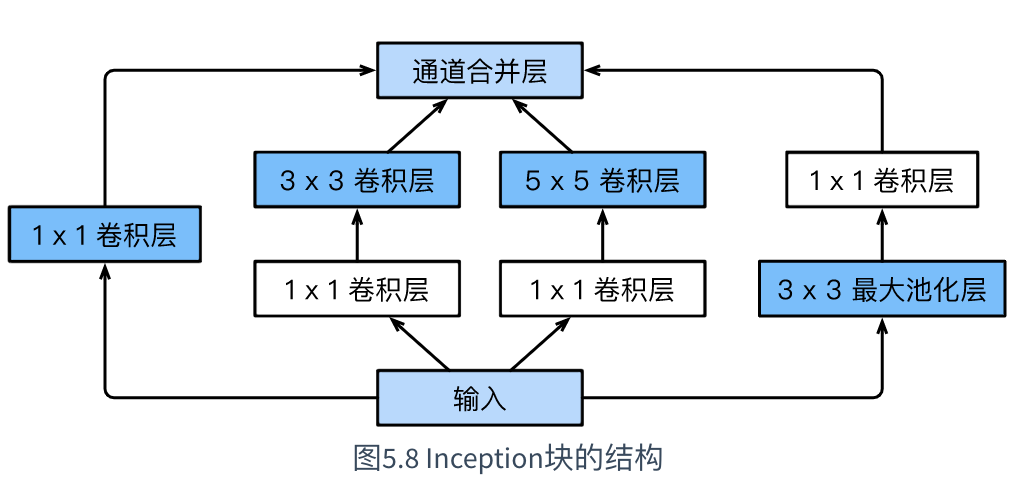 通道合并层
3 x 3 卷积层
5 x 5 卷积层
1 x 1 卷积层
1 x 1 卷积层
1 x 1 卷积层
1 x 1 卷积层
3 x 3 最大池化层
输入
图5.8 Inception块的结构